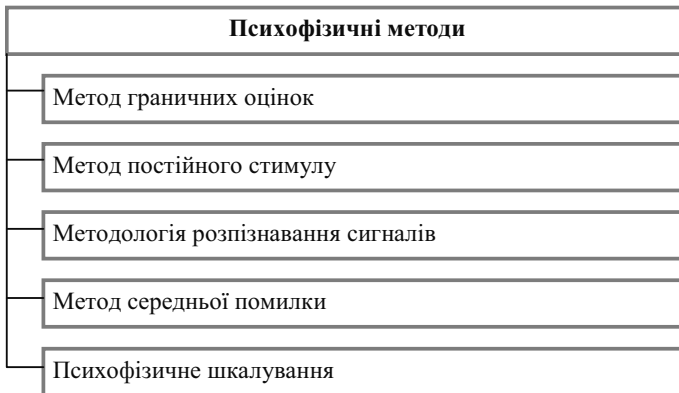 Психофізичні методи
Метод граничних оцінок
Метод постійного стимулу
Методологія розпізнавання сигналів
Метод середньої помилки
Психофізичне шкалування